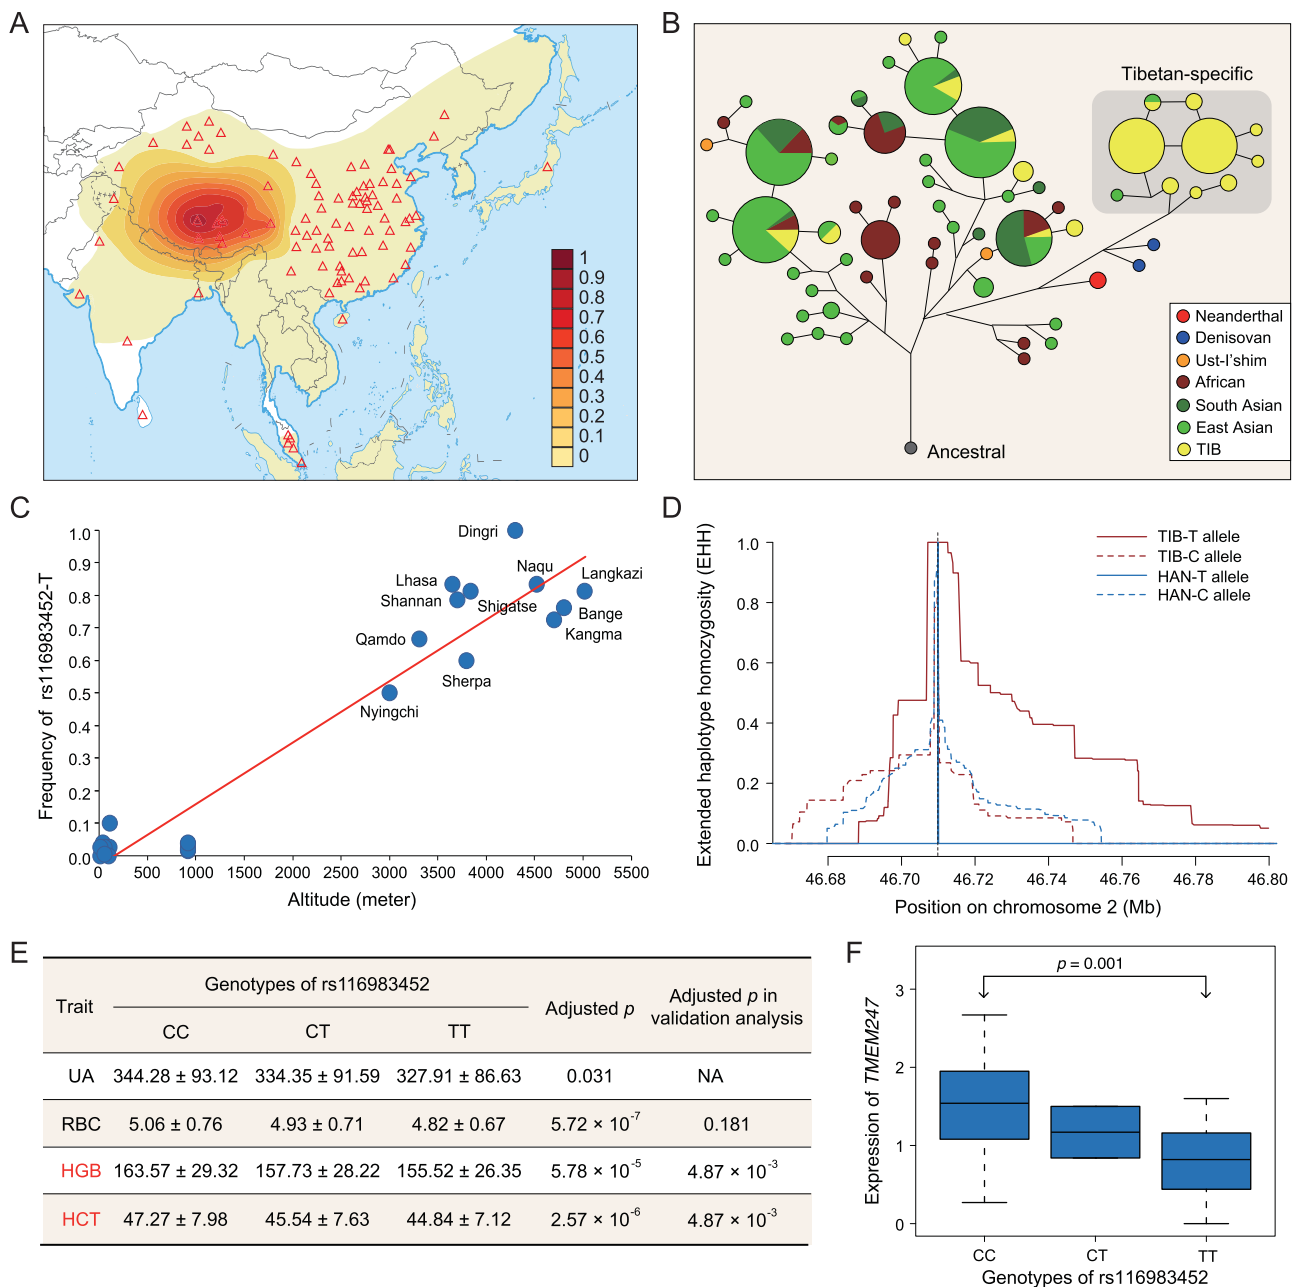 A
1
0.9
0.8
0.7
0.6
0.5
0.4
0.3
0.2
0.1
0
B
Tibetan-specific
Ancestral
Neanderthal
Denisovan
Ust-I'shim
African
South Asian
East Asian
TIB
C
Frequency of rs116983452-T
1.0
0.9
0.8
0.7
0.6
0.5
0.4
0.3
0.2
0.1
0.0
Dingri
Naqu
Langkazi
Lhasa
Shannan
Shigatse
Bange
Kangma
Qamdo
Sherpa
Nyingchi
0 500 1000 1500 2000 2500 3000 3500 4000 4500 5000 5500
Altitude (meter)
D
Extended haplotype homozygosity (EHH)
1.0
0.8
0.6
0.4
0.2
0.0
TIB-T allele
TIB-C allele
HAN-T allele
HAN-C allele
46.68 46.70 46.72 46.74 46.76 46.78 46.80
Position on chromosome 2 (Mb)
E
Trait Genotypes of rs116983452 Adjusted p Adjusted p in validation analysis
CC CT TT
UA 344.28 ± 93.12 334.35 ± 91.59 327.91 ± 86.63 0.031 NA
RBC 5.06 ± 0.76 4.93 ± 0.71 4.82 ± 0.67 5.72 × 10⁻⁷ 0.181
HGB 163.57 ± 29.32 157.73 ± 28.22 155.52 ± 26.35 5.78 × 10⁻⁵ 4.87 × 10⁻³
HCT 47.27 ± 7.98 45.54 ± 7.63 44.84 ± 7.12 2.57 × 10⁻⁶ 4.87 × 10⁻³
F
Expression of TMEM247
3
2
1
0
p = 0.001
CC CT TT
Genotypes of rs116983452